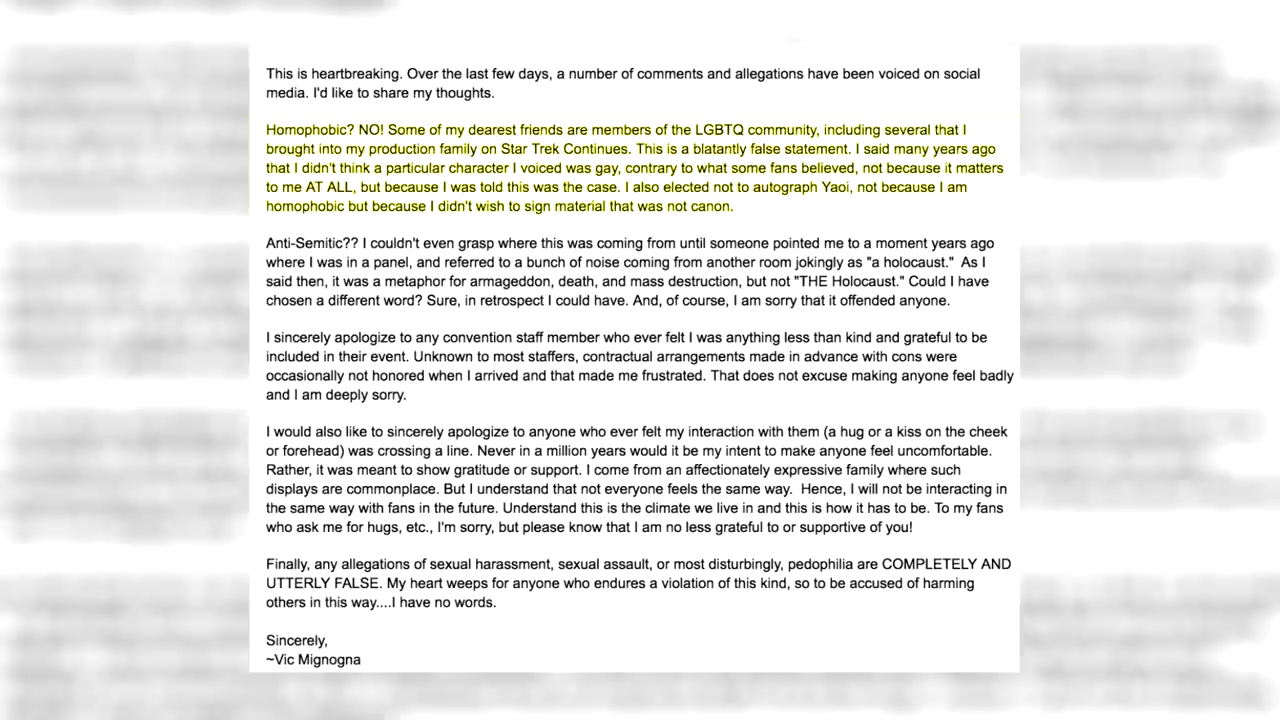 This is heartbreaking. Over the last few days, a number of comments and allegations have been voiced on social
media. I'd like to share my thoughts.
Homophobic? NO! Some of my dearest friends are members of the LGBTQ community, including several that I
brought into my production family on Star Trek Continues. This is a blatantly false statement. I said many years ago
that I didn't think a particular character I voiced was gay, contrary to what some fans believed, not because it matters
to me AT ALL, but because I was told this was the case. I also elected not to autograph Yaoi, not because I am
homophobic but because I didn't wish to sign material that was not canon.
Anti-Semitic?? I couldn't even grasp where this was coming from until someone pointed me to a moment years ago
where I was in a panel, and referred to a bunch of noise coming from another room jokingly as "a holocaust."  As I
said then, it was a metaphor for armageddon, death, and mass destruction, but not "THE Holocaust." Could I have
chosen a different word? Sure, in retrospect I could have. And, of course, I am sorry that it offended anyone.
I sincerely apologize to any convention staff member who ever felt I was anything less than kind and grateful to be
included in their event. Unknown to most staffers, contractual arrangements made in advance with cons were
occasionally not honored when I arrived and that made me frustrated. That does not excuse making anyone feel badly
and I am deeply sorry.
I would also like to sincerely apologize to anyone who ever felt my interaction with them (a hug or a kiss on the cheek
or forehead) was crossing a line. Never in a million years would it be my intent to make anyone feel uncomfortable.
Rather, it was meant to show gratitude or support. I come from an affectionately expressive family where such
displays are commonplace. But I understand that not everyone feels the same way.  Hence, I will not be interacting in
the same way with fans in the future. Understand this is the climate we live in and this is how it has to be. To my fans
who ask me for hugs, etc., I'm sorry, but please know that I am no less grateful to or supportive of you!
Finally, any allegations of sexual harassment, sexual assault, or most disturbingly, pedophilia are COMPLETELY AND
UTTERLY FALSE. My heart weeps for anyone who endures a violation of this kind, so to be accused of harming
others in this way....I have no words.
Sincerely,
~Vic Mignogna